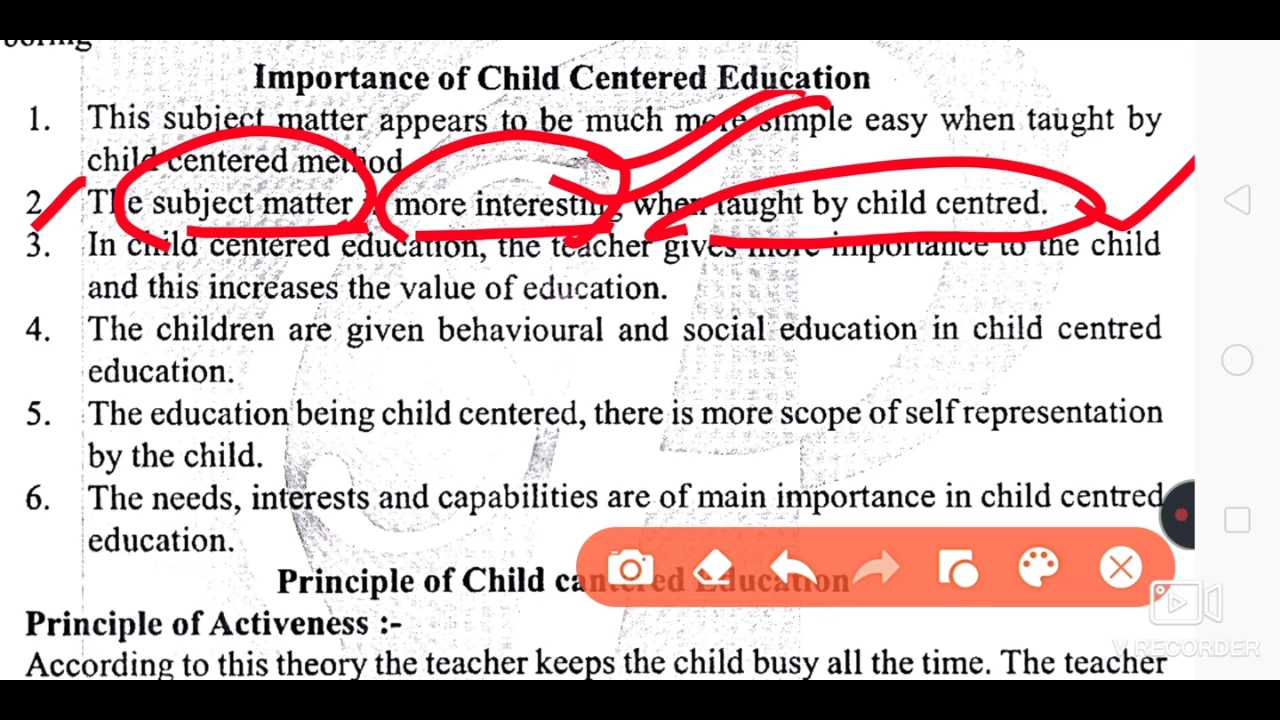 boring
Importance of Child Centered Education
1. This subject matter appears to be much more simple easy when taught by
child centered method
2. The subject matter more interesting when taught by child centred.
3. In child centered education, the teacher gives more importance to the child
and this increases the value of education.
4. The children are given behavioural and social education in child centred
education.
5. The education being child centered, there is more scope of self representation
by the child.
6. The needs, interests and capabilities are of main importance in child centred
education.
Principle of Child cantered Education
Principle of Activeness :-
According to this theory the teacher keeps the child busy all the time. The teacher
V RECORDER